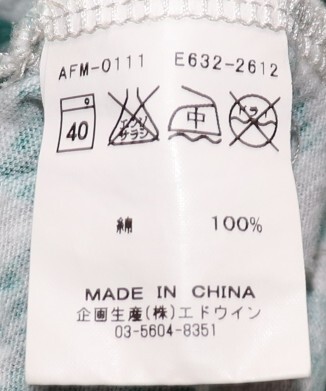 AFM-0111 E632-2612
40 エンソサラシ 中 ドライ
綿 100%
MADE IN CHINA
企画生産(株)エドウイン
03-5604-8351